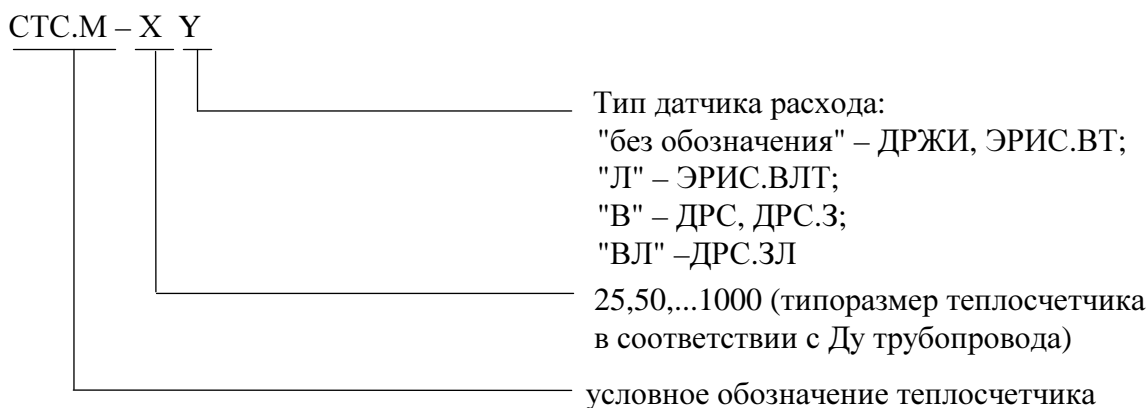 СТС.М – X Y
Тип датчика расхода:
"без обозначения" – ДРЖИ, ЭРИС.ВТ;
"Л" – ЭРИС.ВЛТ;
"В" – ДРС, ДРС.З;
"ВЛ" –ДРС.ЗЛ
25,50,...1000 (типоразмер теплосчетчика
в соответствии с Ду трубопровода)
условное обозначение теплосчетчика